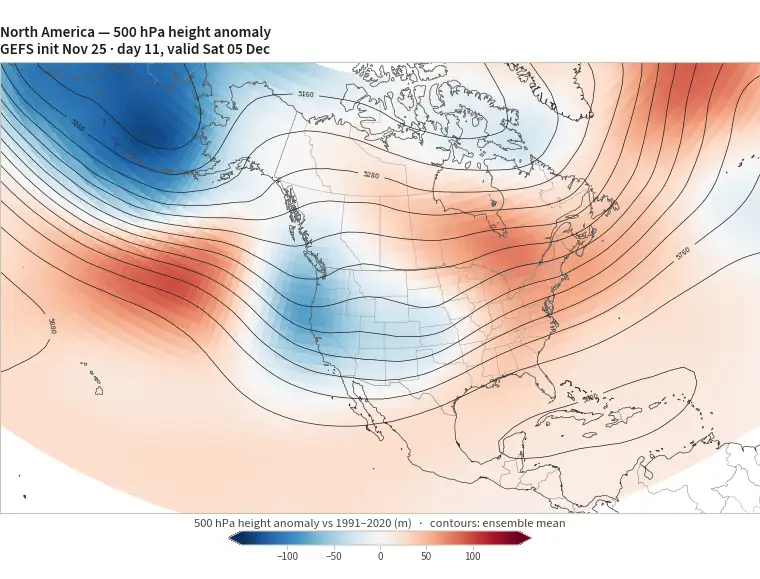 North America — 500 hPa height anomaly
GEFS init Nov 25 · day 11, valid Sat 05 Dec
5160
5280
5760
5880
500 hPa height anomaly vs 1991–2020 (m) · contours: ensemble mean
−100 −50 0 50 100